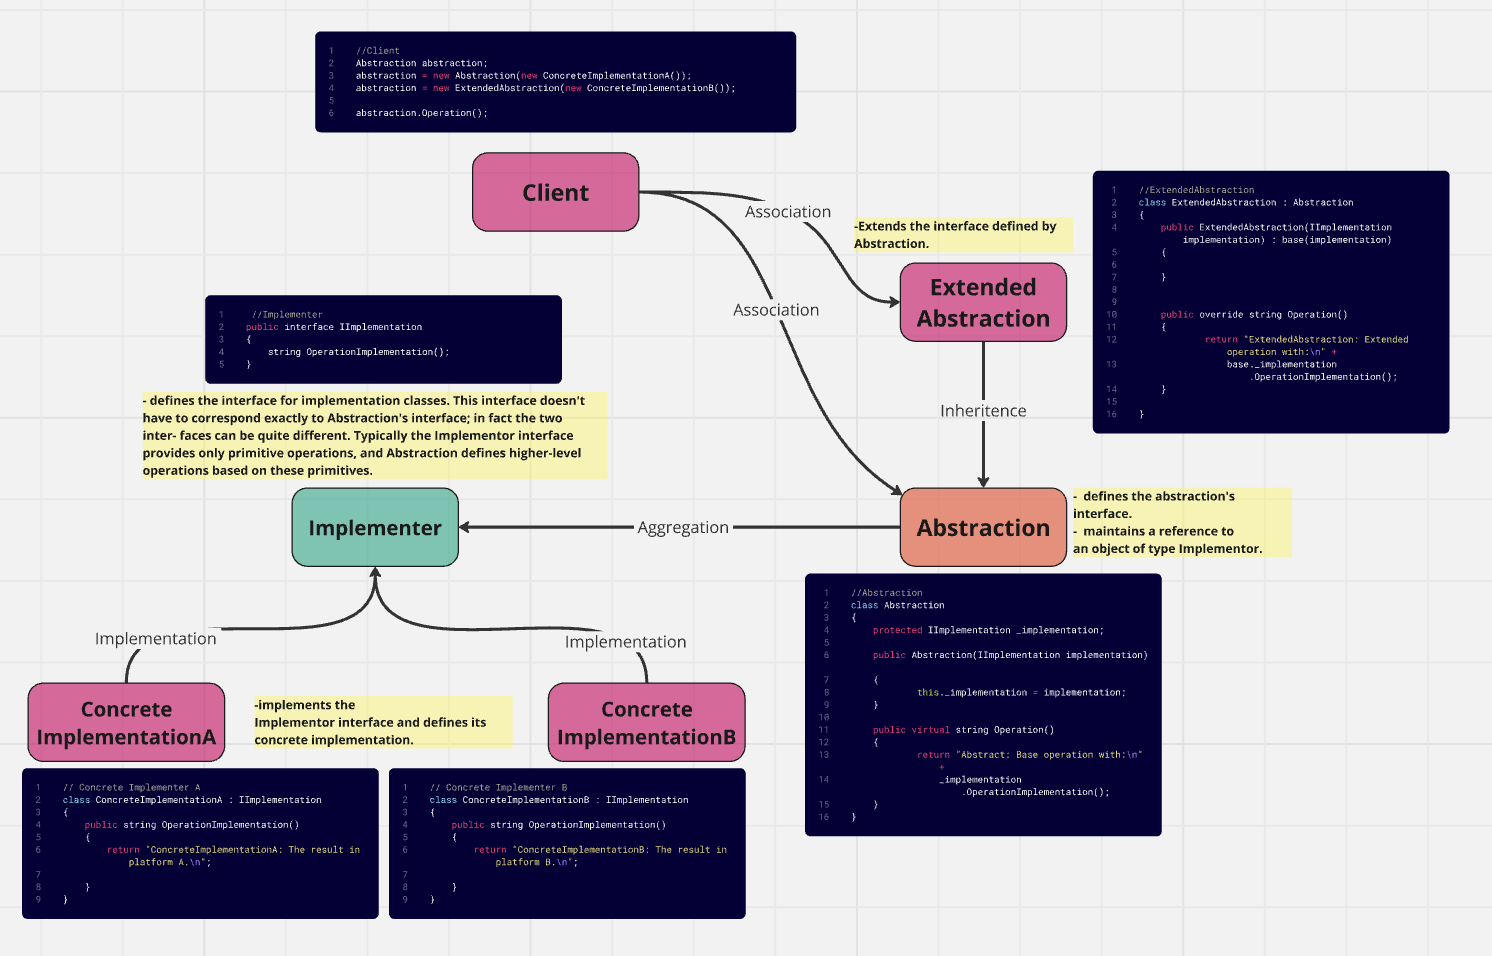 1 //Client
2 Abstraction abstraction;
3 abstraction = new Abstraction(new ConcreteImplementationA());
4 abstraction = new ExtendedAbstraction(new ConcreteImplementationB());
5
6 abstraction.Operation();
Client
Association
Association
-Extends the interface defined by
Abstraction.
Extended
Abstraction
1 //ExtendedAbstraction
2 class ExtendedAbstraction : Abstraction
3 {
4 public ExtendedAbstraction(IImplementation
implementation) : base(implementation)
5 {
6
7 }
8
9
10 public override string Operation()
11 {
12 return "ExtendedAbstraction: Extended
operation with:\n" +
13 base._implementation
.OperationImplementation();
14 }
15
16 }
1 //Implementer
2 public interface IImplementation
3 {
4 string OperationImplementation();
5 }
- defines the interface for implementation classes. This interface doesn't
have to correspond exactly to Abstraction's interface; in fact the two
inter- faces can be quite different. Typically the Implementor interface
provides only primitive operations, and Abstraction defines higher-level
operations based on these primitives.
Inheritence
Implementer
Aggregation
Abstraction
- defines the abstraction's
interface.
- maintains a reference to
an object of type Implementor.
Implementation
Implementation
Concrete
ImplementationA
-implements the
Implementor interface and defines its
concrete implementation.
Concrete
ImplementationB
1 //Abstraction
2 class Abstraction
3 {
4 protected IImplementation _implementation;
5
6 public Abstraction(IImplementation implementation)
7 {
8 this._implementation = implementation;
9 }
10
11 public virtual string Operation()
12 {
13 return "Abstract: Base operation with:\n"
+
14 _implementation
.OperationImplementation();
15 }
16 }
1 // Concrete Implementer A
2 class ConcreteImplementationA : IImplementation
3 {
4 public string OperationImplementation()
5 {
6 return "ConcreteImplementationA: The result in
platform A.\n";
7
8 }
9 }
1 // Concrete Implementer B
2 class ConcreteImplementationB : IImplementation
3 {
4 public string OperationImplementation()
5 {
6 return "ConcreteImplementationB: The result in
platform B.\n";
7
8 }
9 }